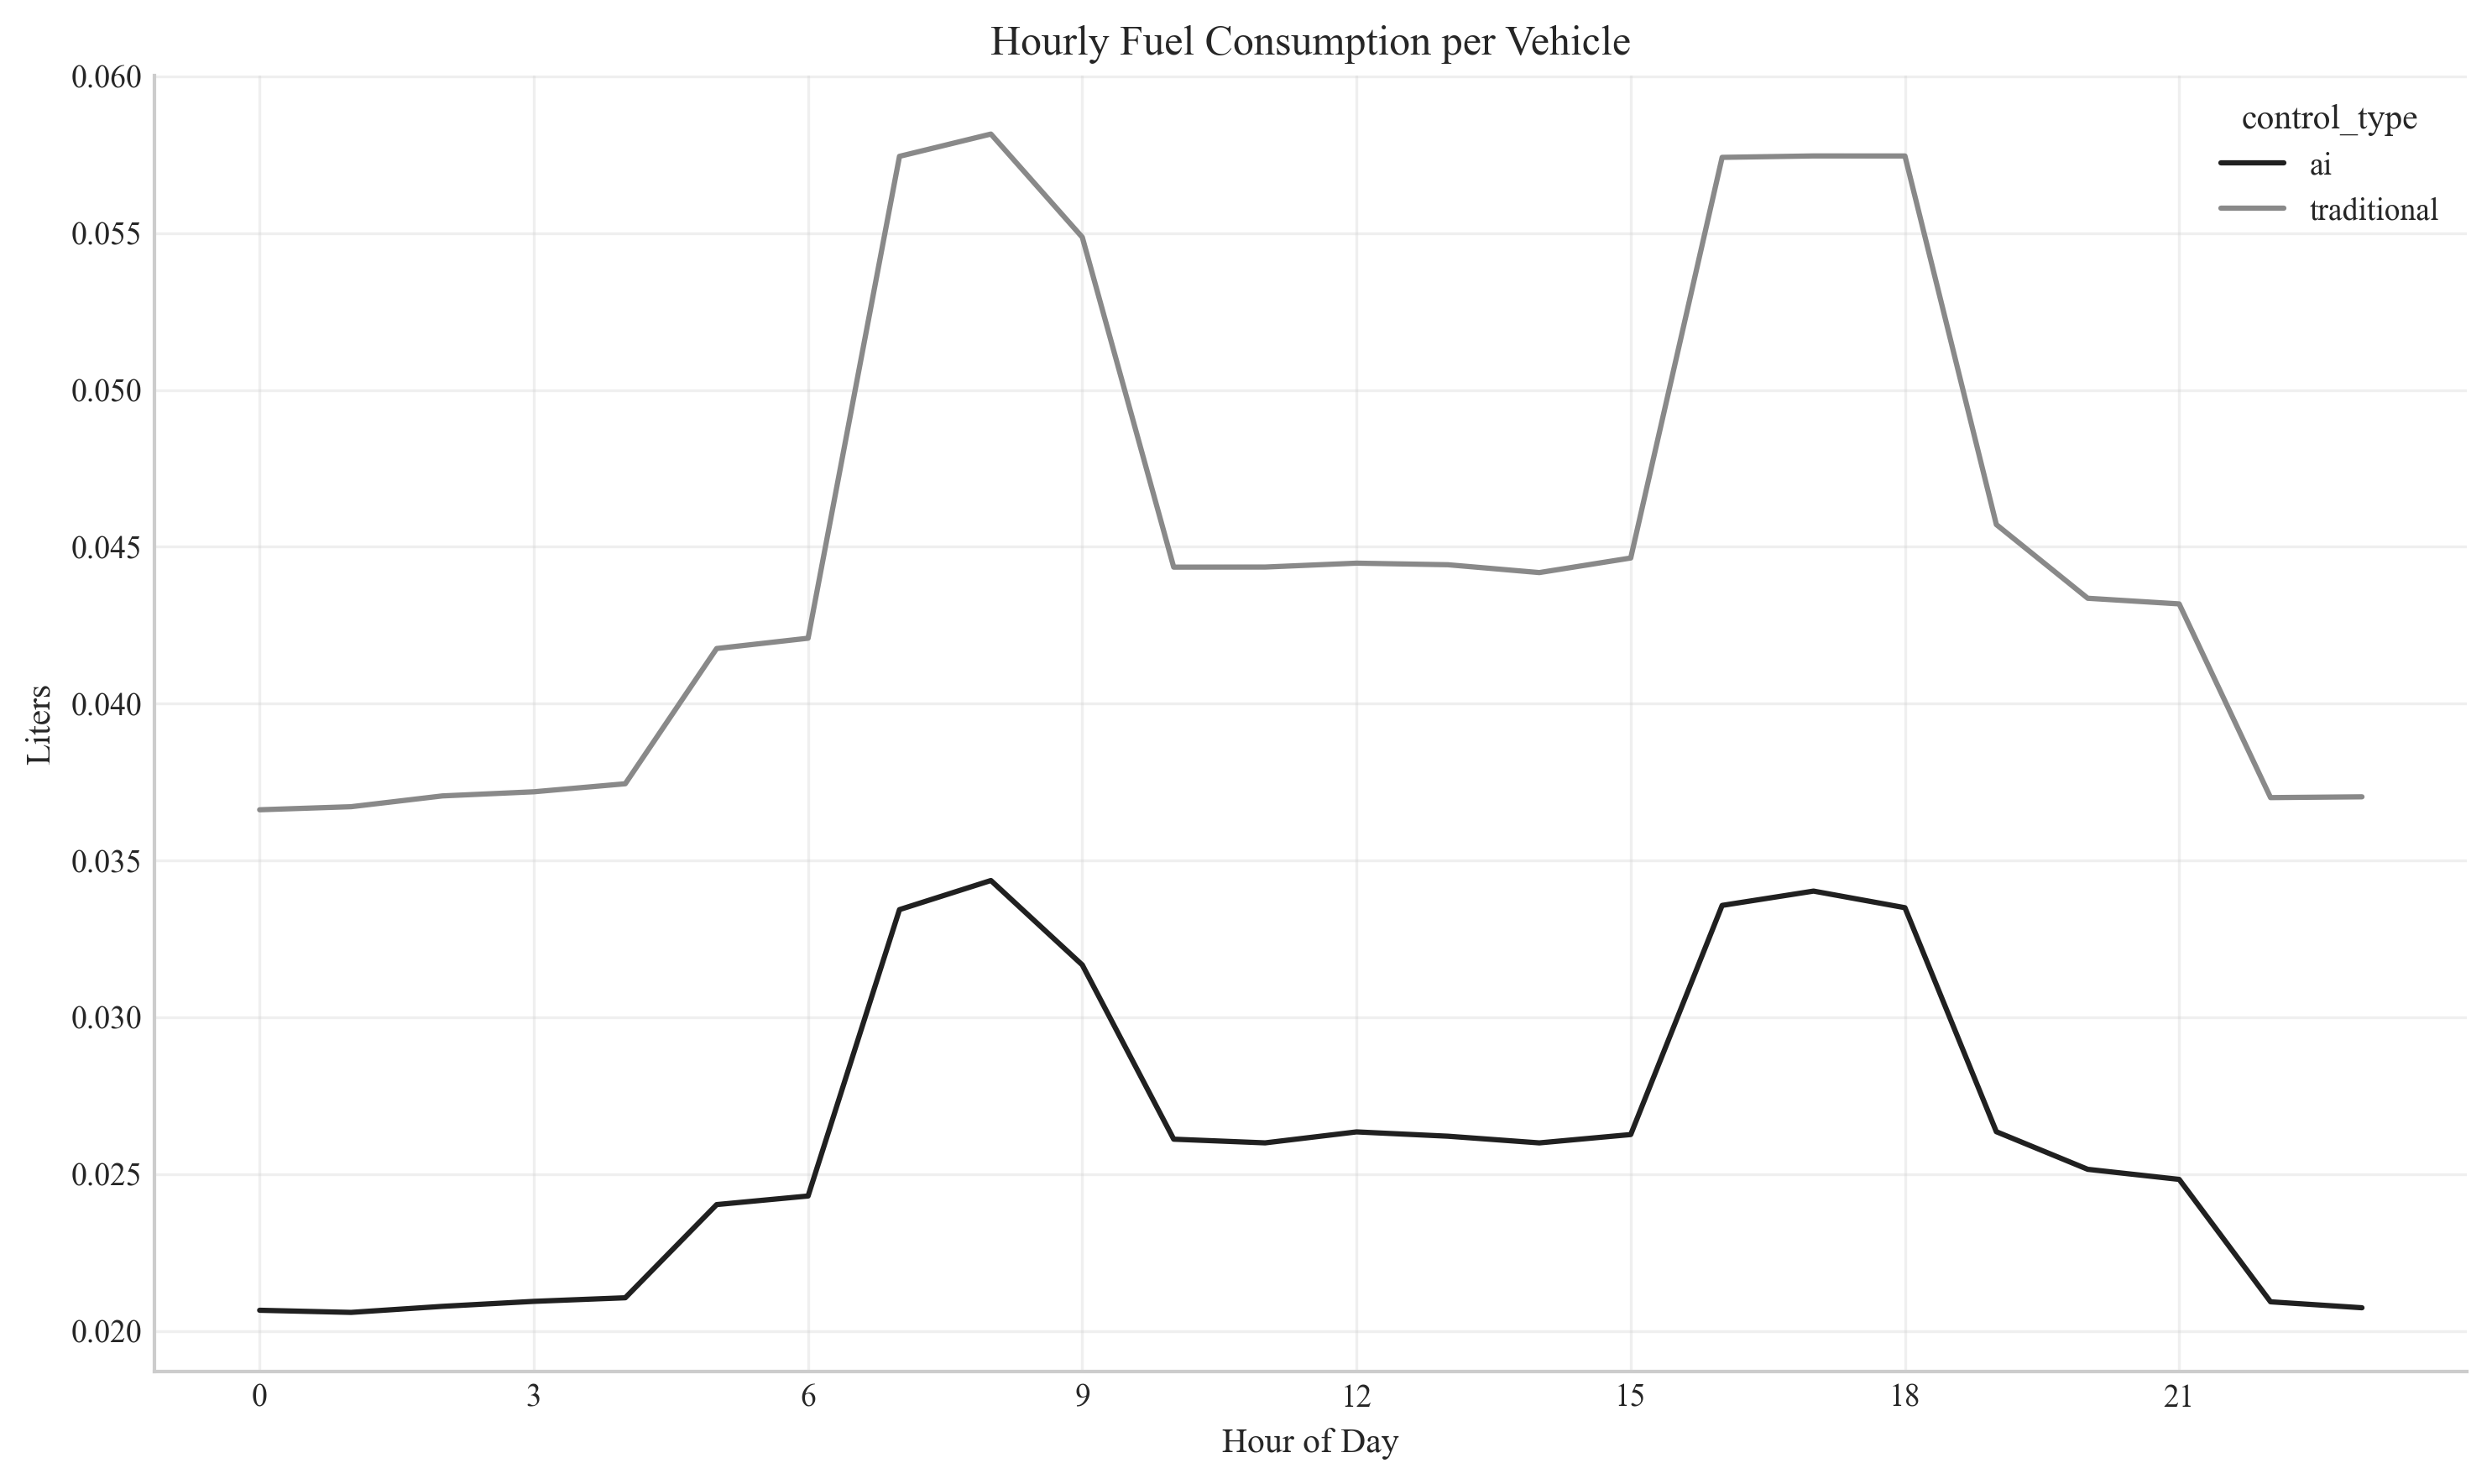 Hourly Fuel Consumption per Vehicle
control_type
ai
traditional
Liters
0.060
0.055
0.050
0.045
0.040
0.035
0.030
0.025
0.020
0 3 6 9 12 15 18 21
Hour of Day